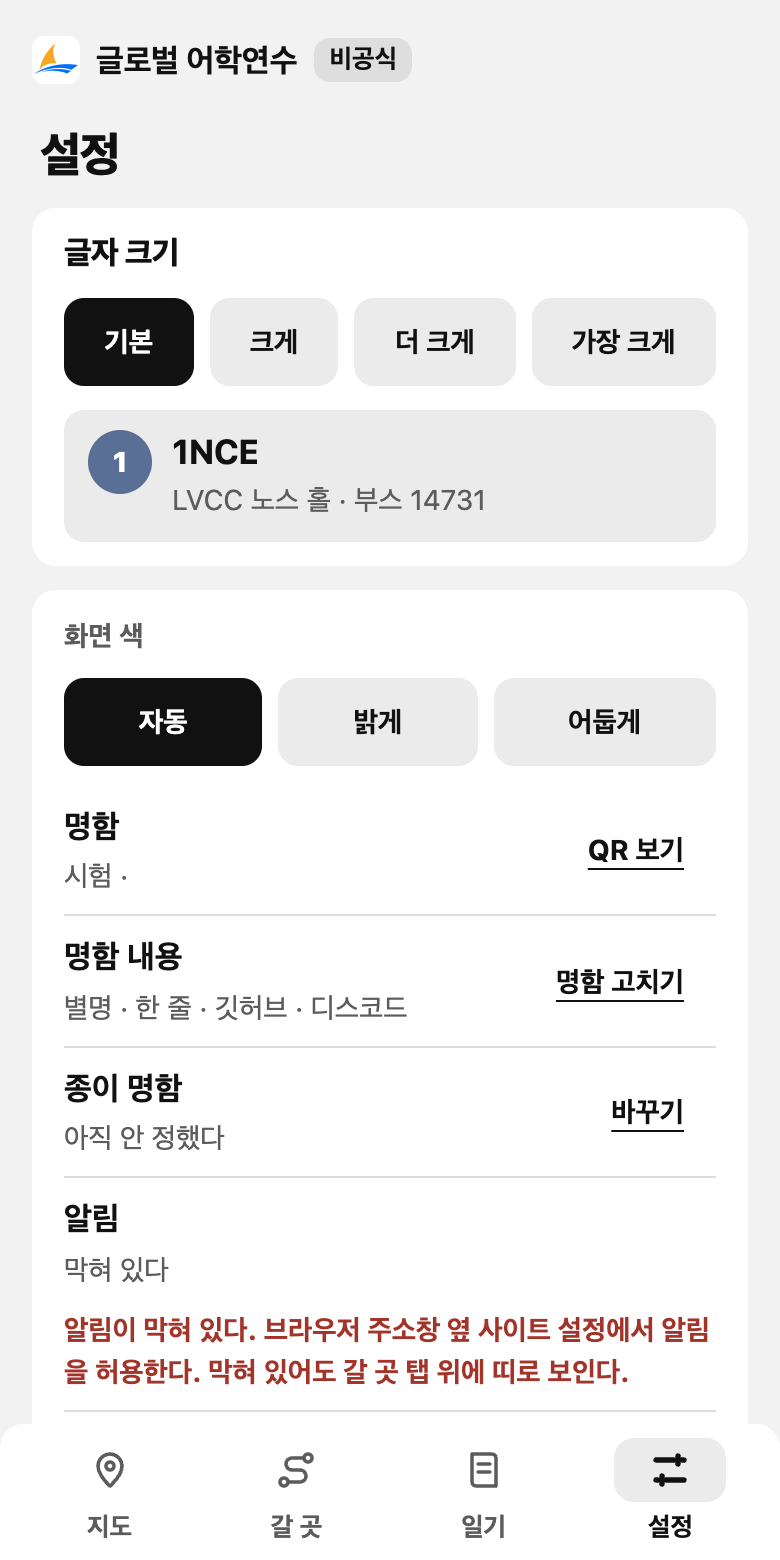 글로벌 어학연수 비공식
설정
글자 크기
기본 크게 더 크게 가장 크게
1 1NCE
LVCC 노스 홀 · 부스 14731
화면 색
자동 밝게 어둡게
명함
시험 ·
QR 보기
명함 내용
별명 · 한 줄 · 깃허브 · 디스코드
명함 고치기
종이 명함
아직 안 정했다
바꾸기
알림
막혀 있다
알림이 막혀 있다. 브라우저 주소창 옆 사이트 설정에서 알림
을 허용한다. 막혀 있어도 갈 곳 탭 위에 띠로 보인다.
지도 갈 곳 일기 설정